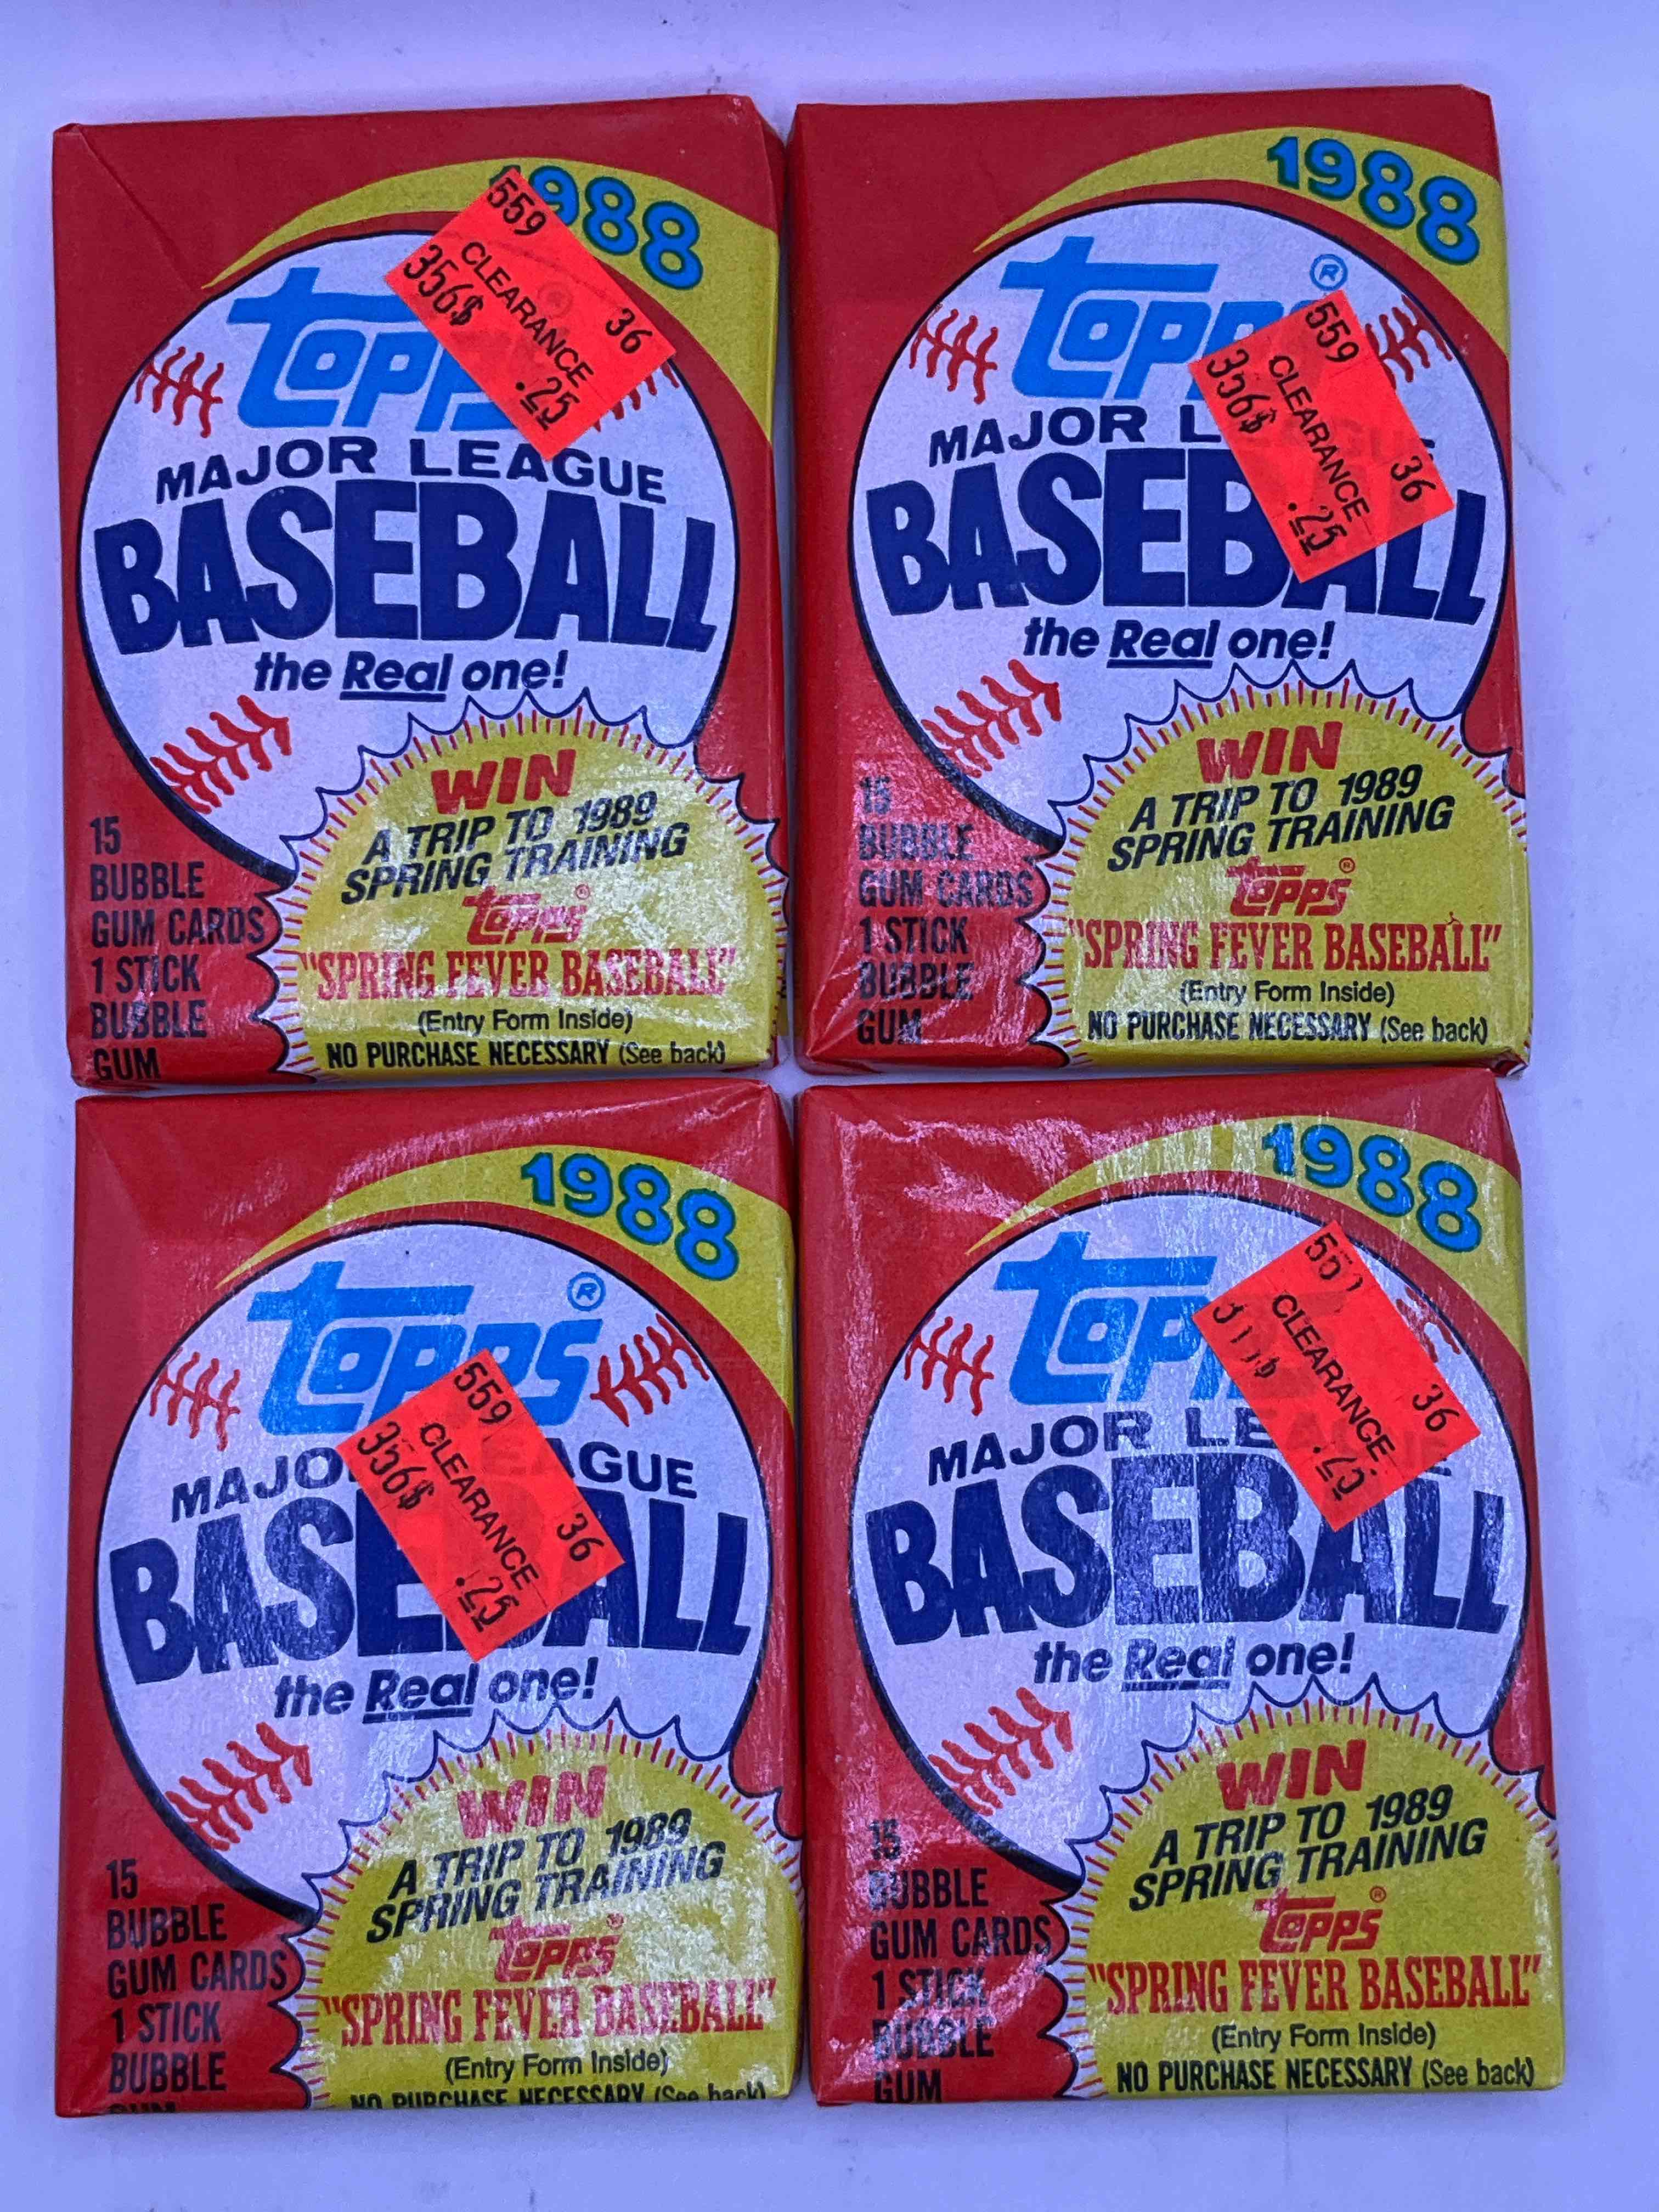 1988
559
36
CLEARANCE
356$
.25
MAJOR LEAGUE
BASEBALL
the Real one!
WIN
A TRIP TO 1989
SPRING TRAINING
Topps®
"SPRING FEVER BASEBALL"
(Entry Form Inside)
NO PURCHASE NECESSARY (See back)
15
BUBBLE
GUM CARDS
1 STICK
BUBBLE
GUM
1988
®
559
36
CLEARANCE
356$
.25
MAJOR
BASEBALL
the Real one!
WIN
A TRIP TO 1989
SPRING TRAINING
Topps®
"SPRING FEVER BASEBALL"
(Entry Form Inside)
NO PURCHASE NECESSARY (See back)
15
BUBBLE
GUM CARDS
1 STICK
BUBBLE
GUM
1988
Topps®
559
36
CLEARANCE
356$
.25
the Real one!
WIN
A TRIP TO 1989
SPRING TRAINING
Topps®
"SPRING FEVER BASEBALL"
(Entry Form Inside)
NO PURCHASE NECESSARY (See back)
15
BUBBLE
GUM CARDS
1 STICK
BUBBLE
GUM
1988
36
CLEARANCE
MAJOR LEAGUE
BASEBALL
the Real one!
WIN
A TRIP TO 1989
SPRING TRAINING
Topps®
"SPRING FEVER BASEBALL"
(Entry Form Inside)
NO PURCHASE NECESSARY (See back)
15
BUBBLE
GUM CARDS
1 STICK
BUBBLE
GUM